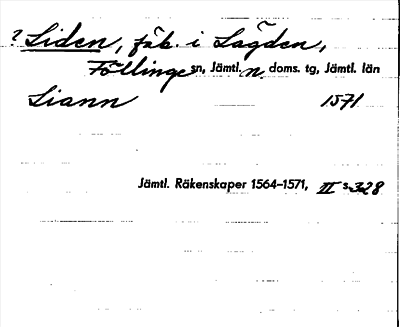 ? Liden, fäb. i Lagden,
Föllinge sn, Jämtl. n. doms. tg, Jämtl. län
Liann 1571
Jämtl. Räkenskaper 1564–1571, II s. 328